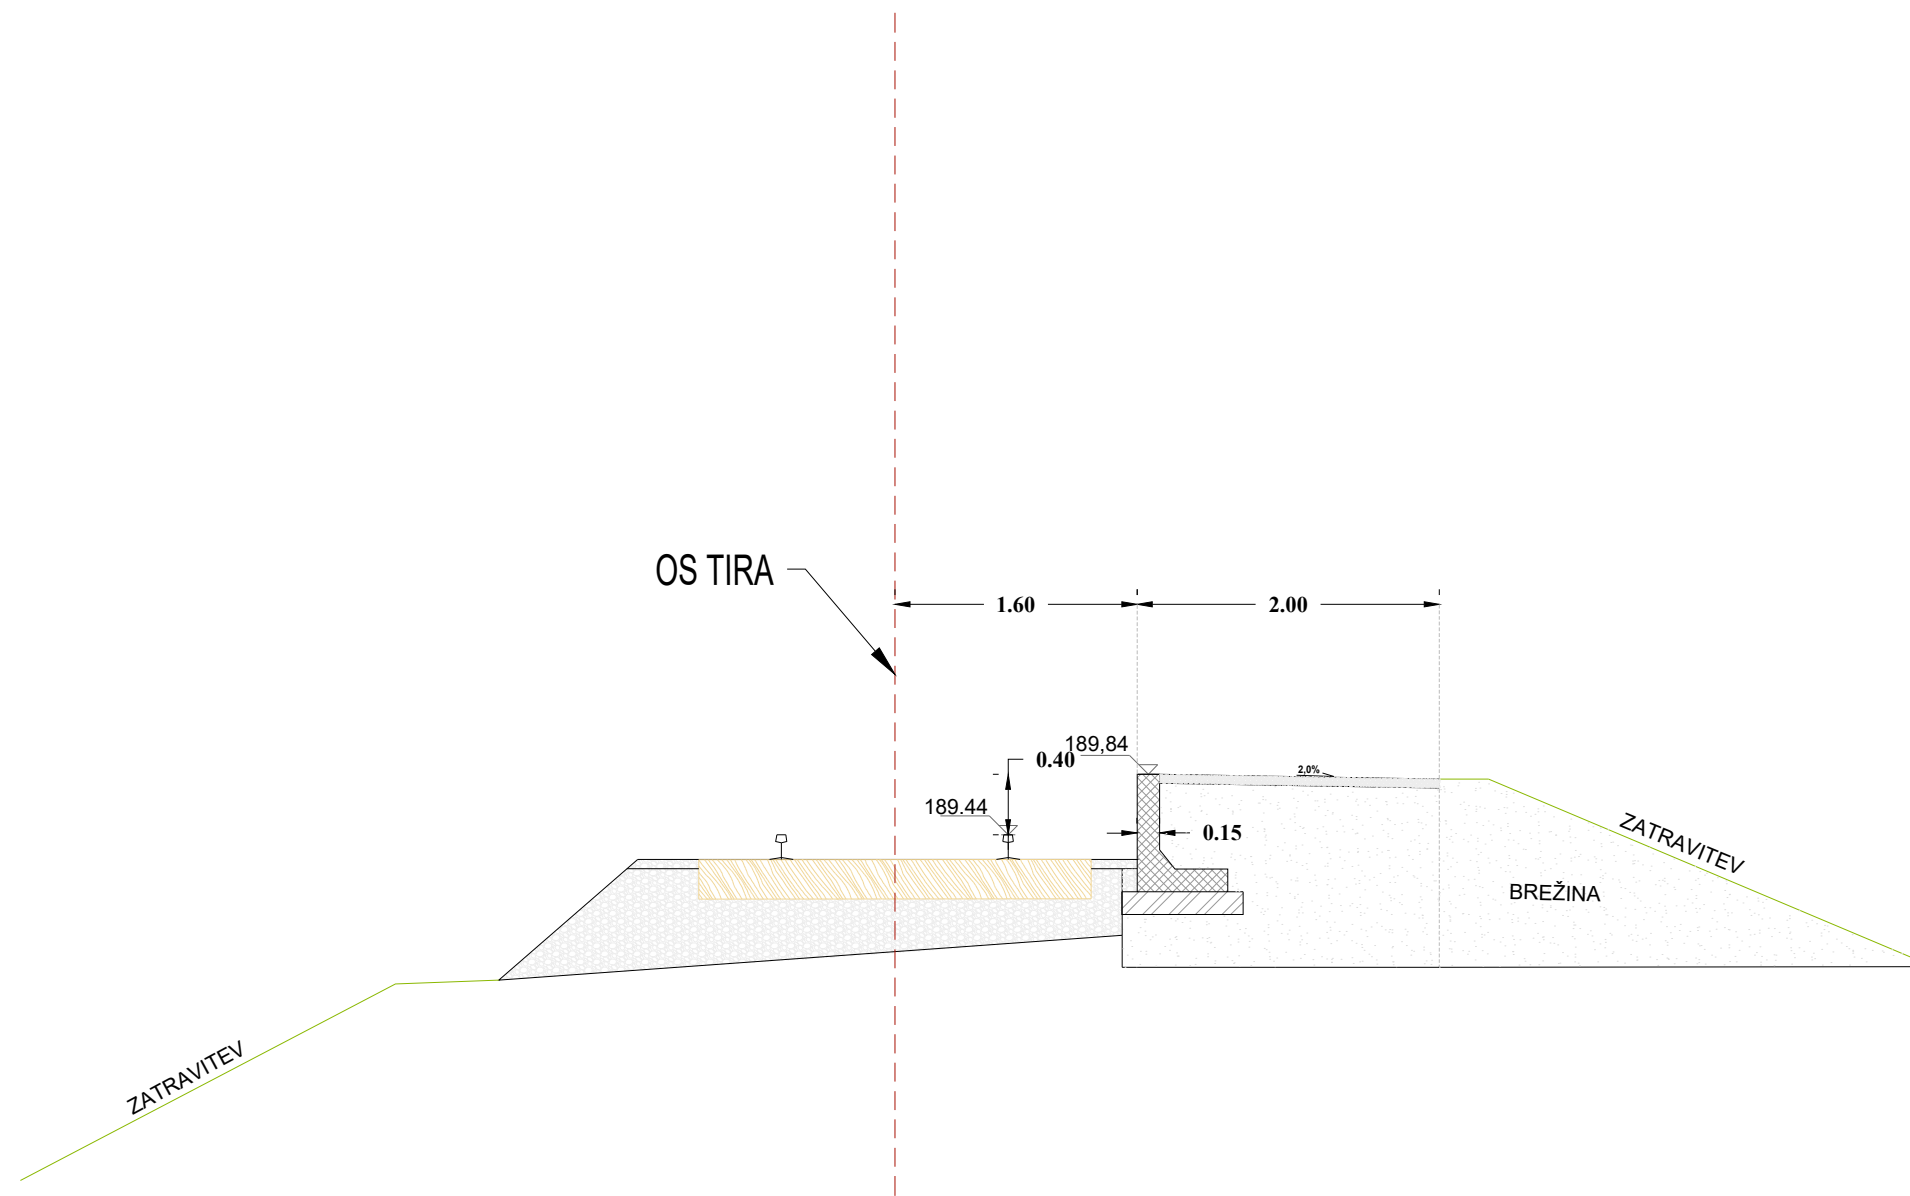 OS TIRA
1.60
2.00
189,84
0.40
2,0%
189.44
0.15
ZATRAVITEV
BREŽINA
ZATRAVITEV